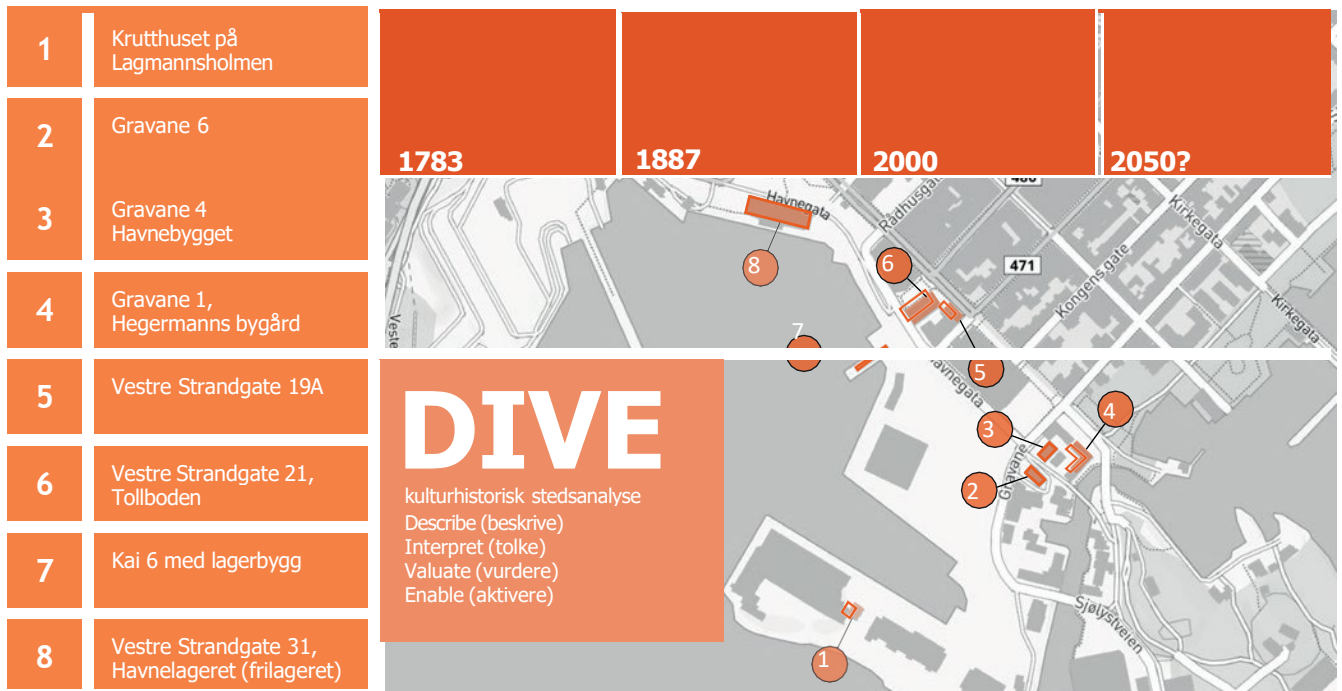 1
Krutthuset på
Lagmannsholmen
2
Gravane 6
3
Gravane 4
Havnebygget
4
Gravane 1,
Hegermanns bygård
5
Vestre Strandgate 19A
6
Vestre Strandgate 21,
Tollboden
7
Kai 6 med lagerbygg
8
Vestre Strandgate 31,
Havnelageret (frilageret)
1783
1887
2000
2050?
Havnegata
Rådhusgat
Kirkegata
471
Kongens gate
Kirkegata
Veste
8
6
7
5
DIVE
kulturhistorisk stedsanalyse
Describe (beskrive)
Interpret (tolke)
Valuate (vurdere)
Enable (aktivere)
Havnegata
4
3
2
Gravane
Sjølystveien
1